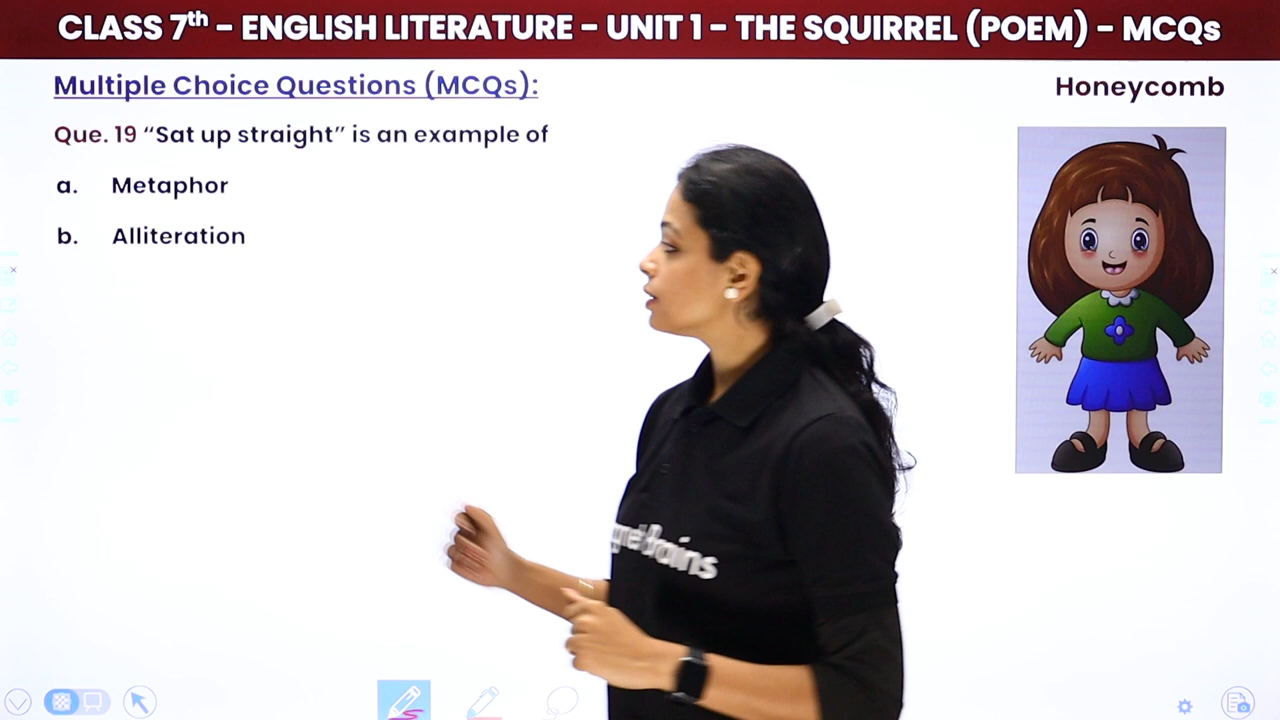 CLASS 7th – ENGLISH LITERATURE – UNIT 1 – THE SQUIRREL (POEM) – MCQs
Multiple Choice Questions (MCQs):
Honeycomb
Que. 19 “Sat up straight” is an example of
a. Metaphor
b. Alliteration
Brains